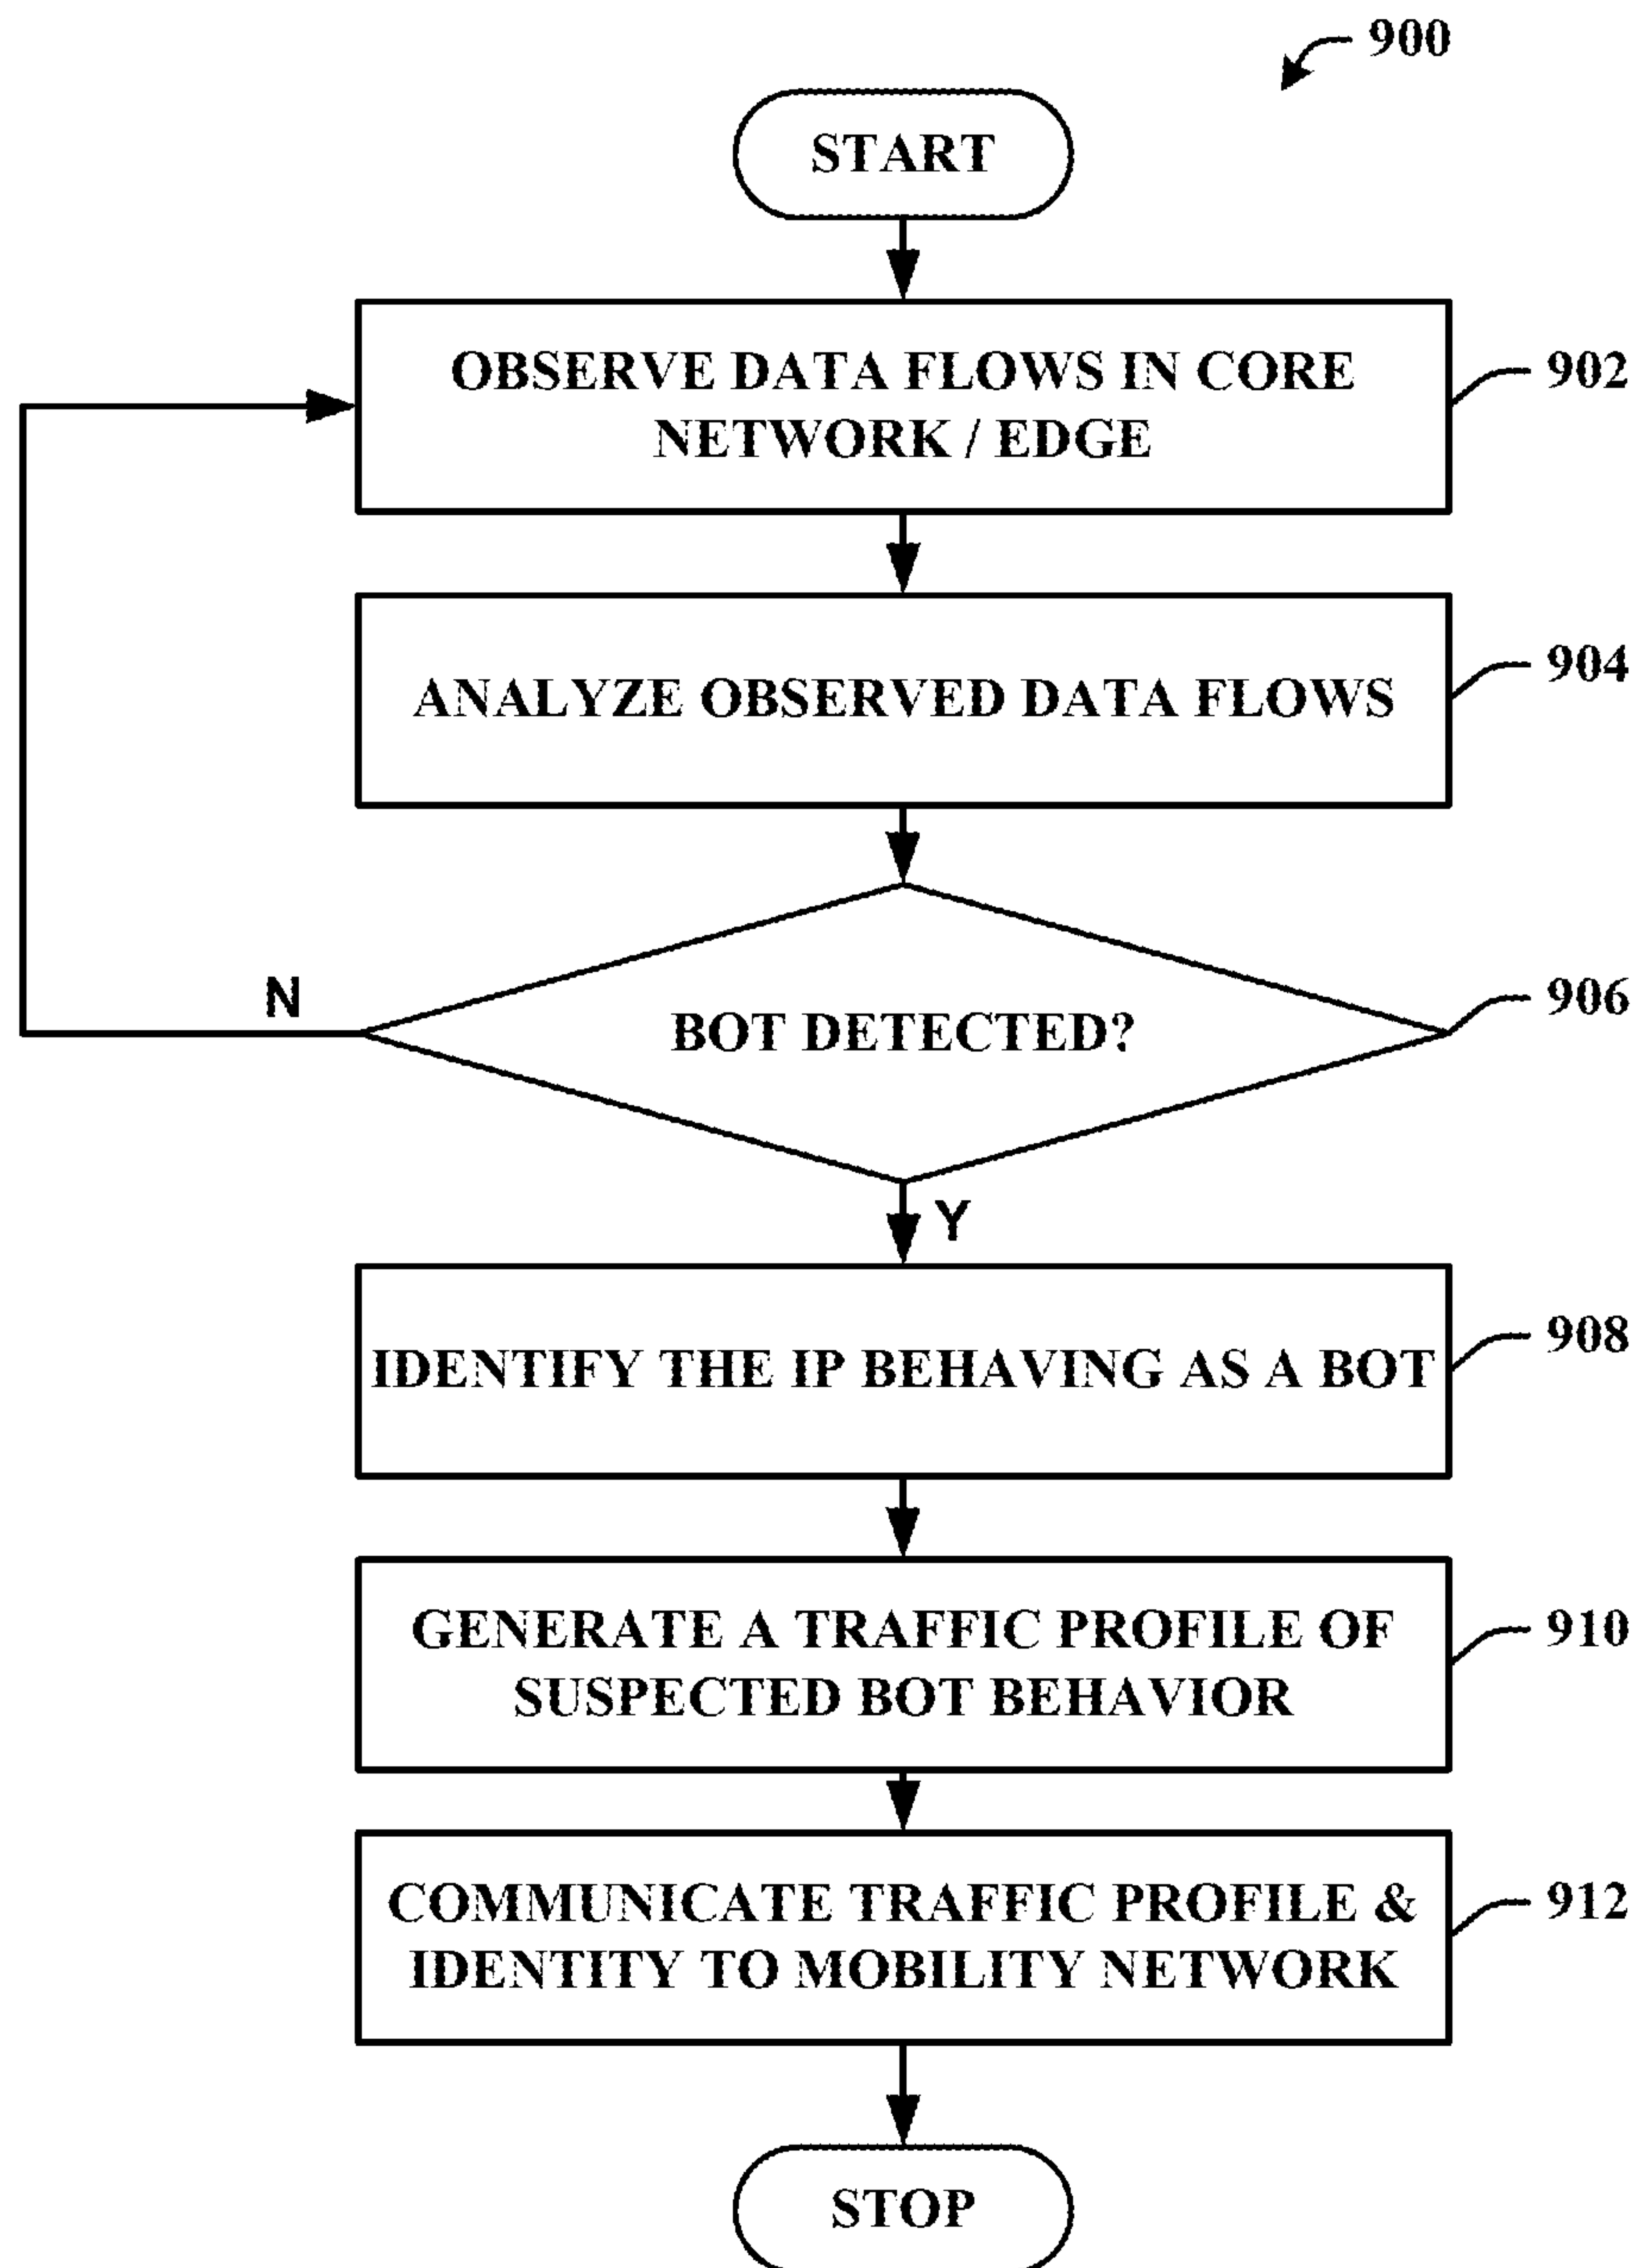 900
START
OBSERVE DATA FLOWS IN CORE
NETWORK / EDGE
902
ANALYZE OBSERVED DATA FLOWS
904
BOT DETECTED?
906
N
Y
IDENTIFY THE IP BEHAVING AS A BOT
908
GENERATE A TRAFFIC PROFILE OF
SUSPECTED BOT BEHAVIOR
910
COMMUNICATE TRAFFIC PROFILE &
IDENTITY TO MOBILITY NETWORK
912
STOP